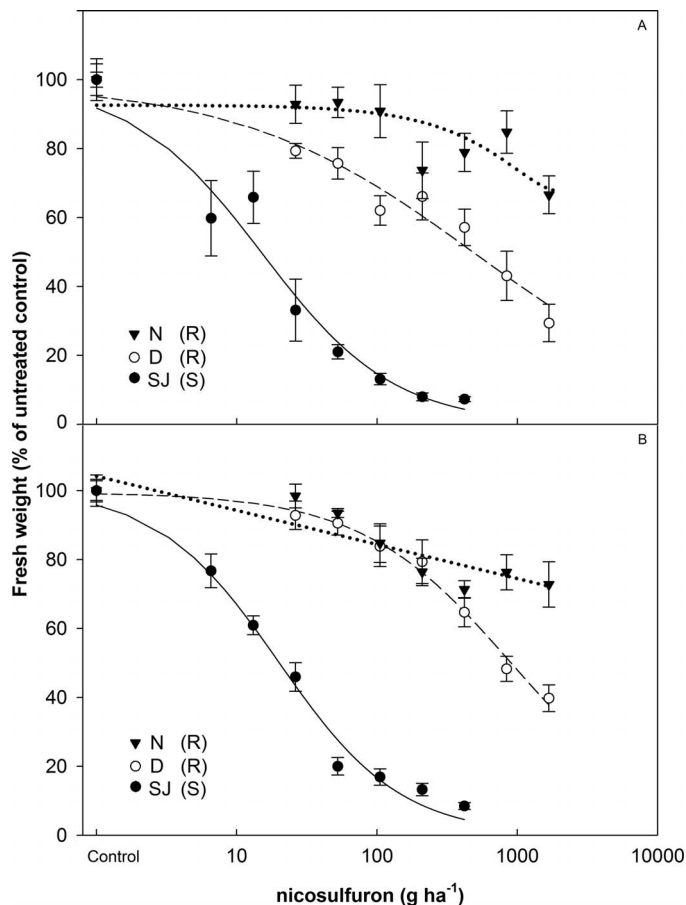 A
100
80
60
40
20
0
N (R)
D (R)
SJ (S)
Fresh weight (% of untreated control)
B
100
80
60
40
20
0
N (R)
D (R)
SJ (S)
Control 10 100 1000 10000
nicosulfuron (g ha⁻¹)